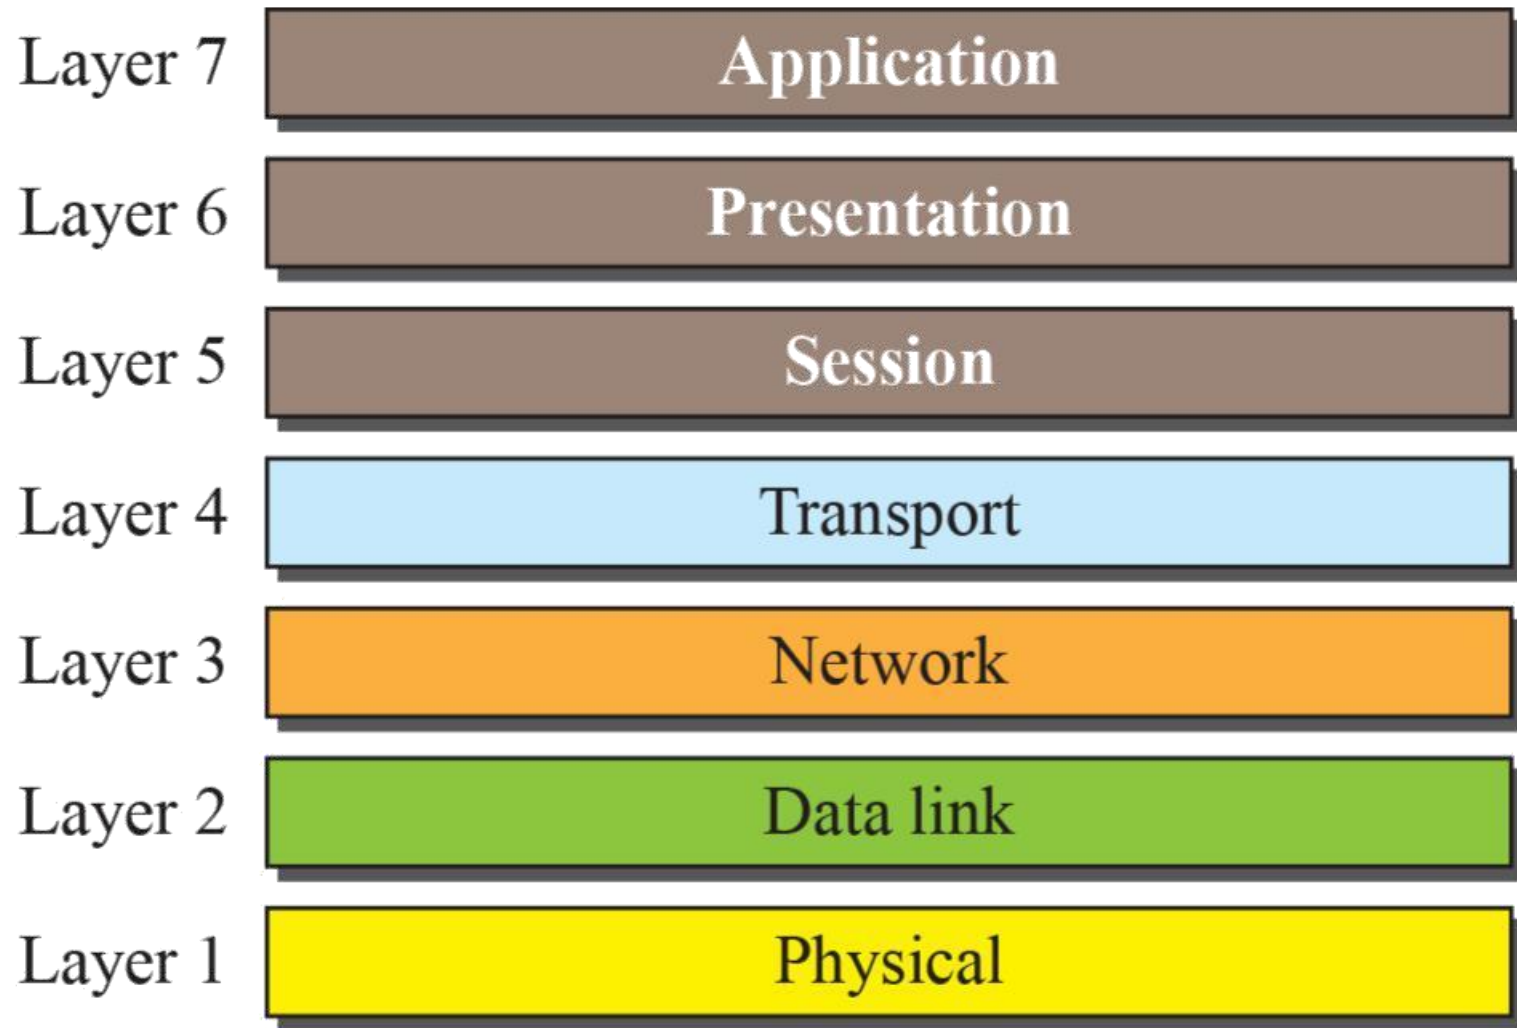 Layer 7 Application
Layer 6 Presentation
Layer 5 Session
Layer 4 Transport
Layer 3 Network
Layer 2 Data link
Layer 1 Physical